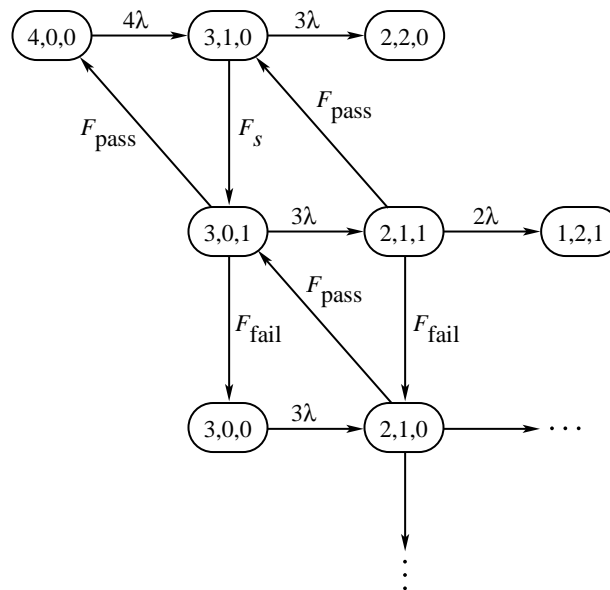 4λ 3λ
4,0,0 3,1,0 2,2,0
F_pass F_s F_pass
3λ 2λ
3,0,1 2,1,1 1,2,1
F_fail F_pass F_fail
3λ
3,0,0 2,1,0 ···
⋮